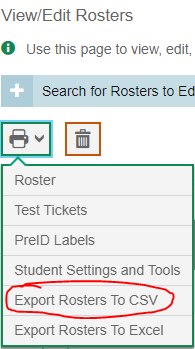 View/Edit Rosters
Use this page to view, edit,
Search for Rosters to Ed
Roster
Test Tickets
PreID Labels
Student Settings and Tools
Export Rosters To CSV
Export Rosters To Excel